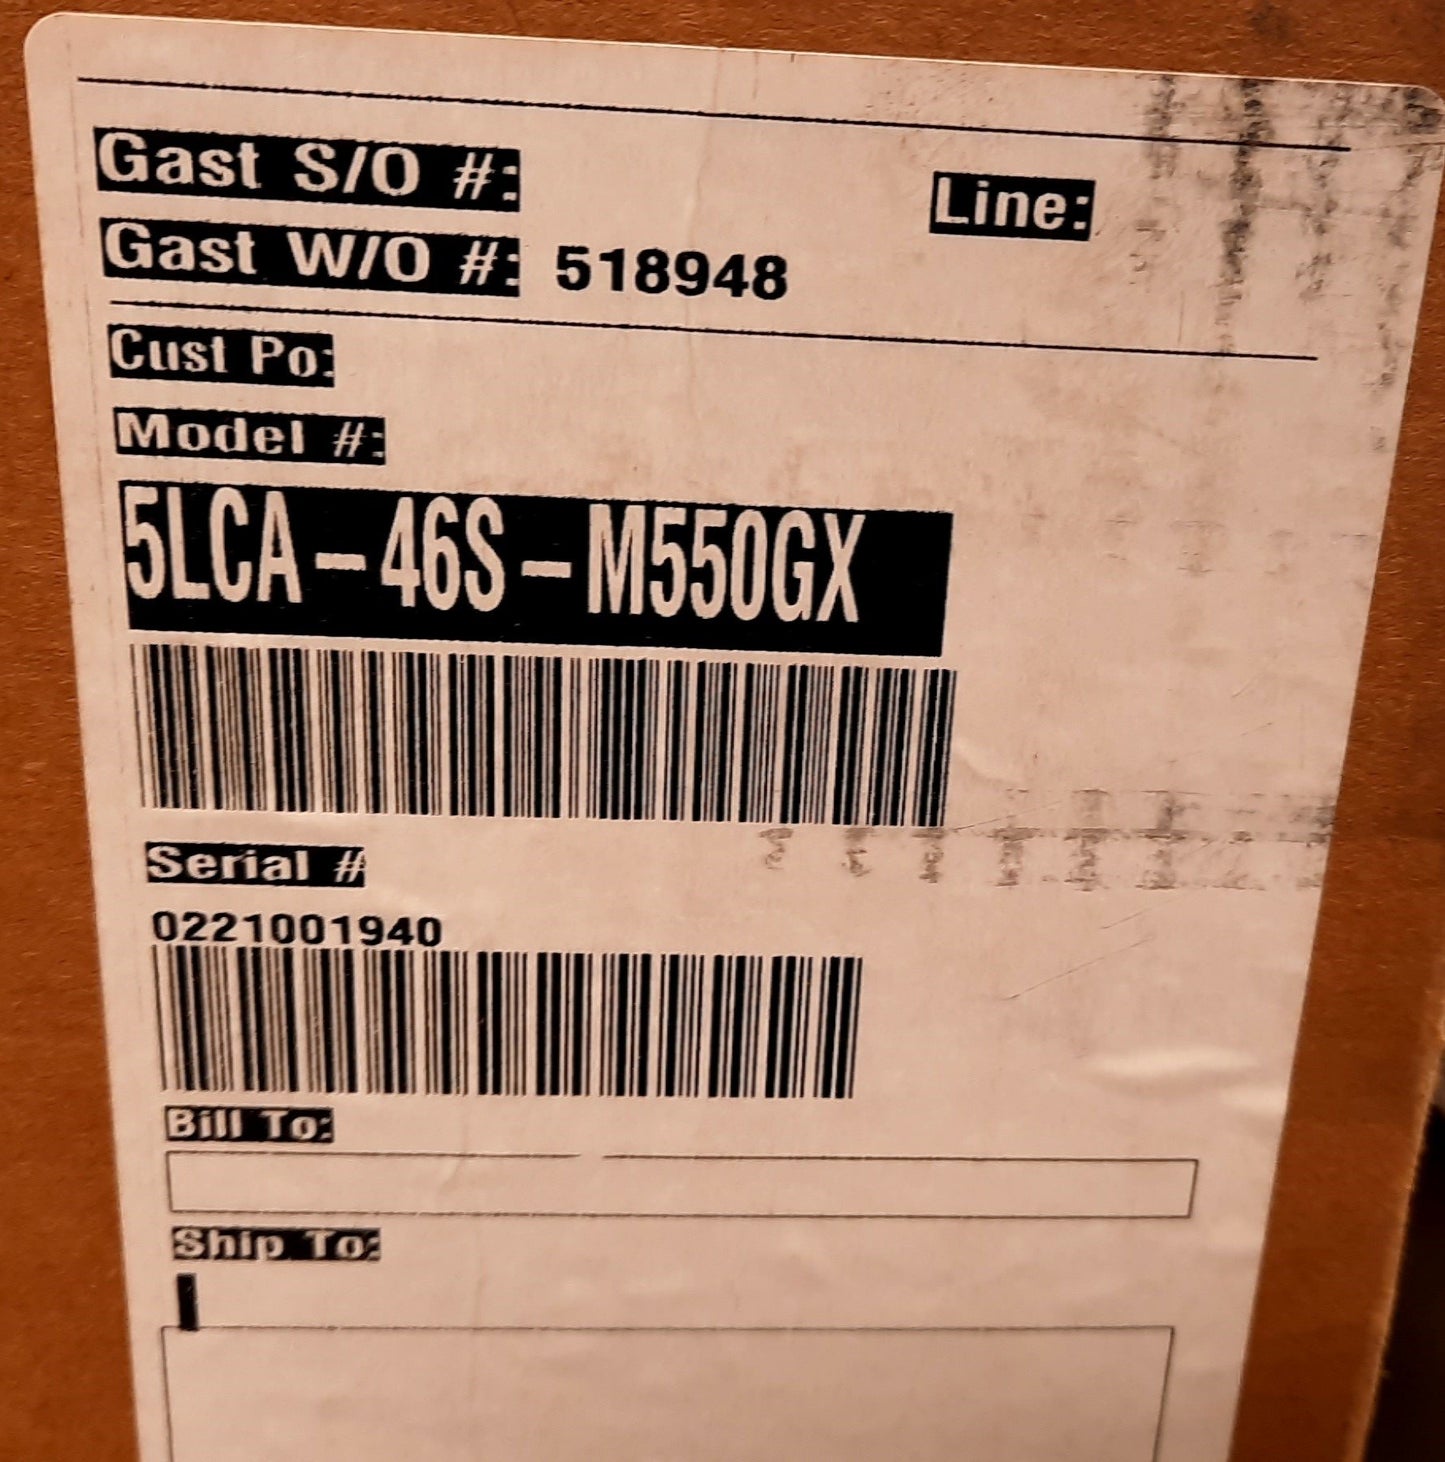 Gast S/O #: Line:
Gast W/O #: 518948
Cust Po:
Model #:
5LCA-46S-M550GX
Serial #
0221001940
Bill To:
Ship To: